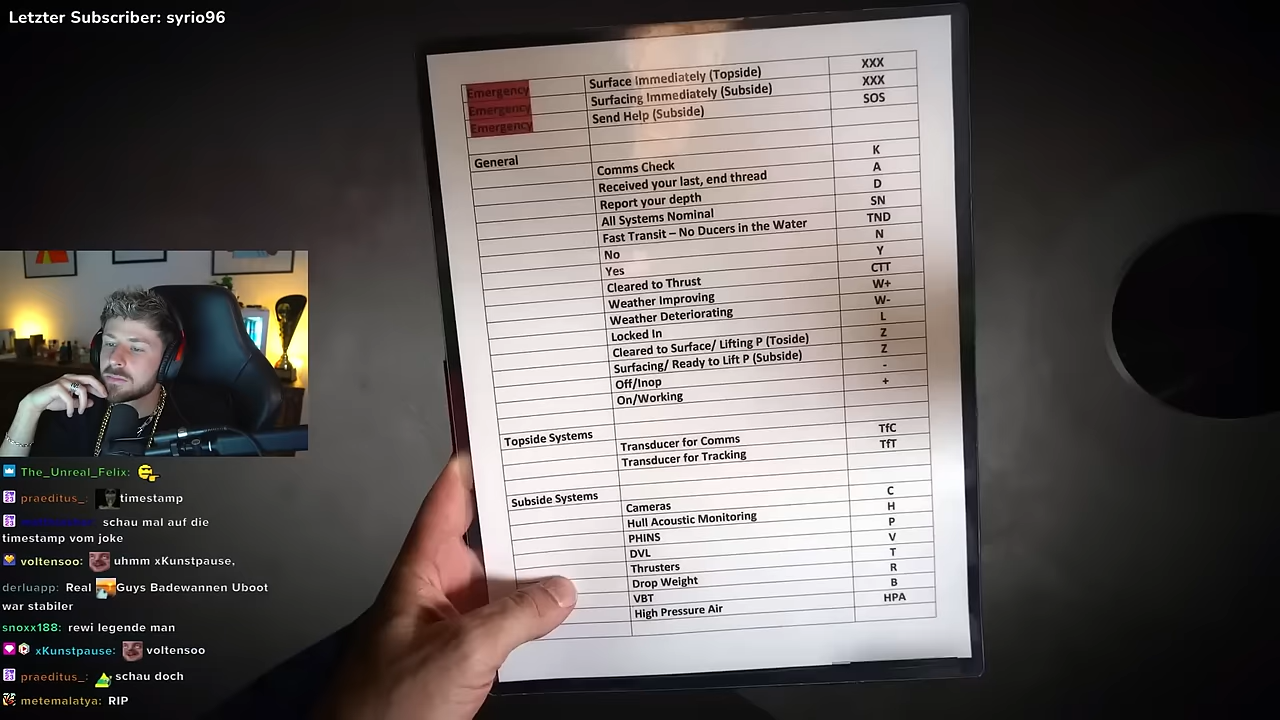 Letzter Subscriber: syrio96
Emergency Surface Immediately (Topside) XXX
Emergency Surfacing Immediately (Subside) XXX
Emergency Send Help (Subside) SOS
General
Comms Check K
Received your last, end thread A
Report your depth D
All Systems Nominal SN
Fast Transit – No Ducers in the Water TND
No N
Yes Y
Cleared to Thrust CTT
Weather Improving W+
Weather Deteriorating W-
Locked In L
Cleared to Surface/ Lifting P (Toside) Z
Surfacing/ Ready to Lift P (Subside) Z
Off/Inop -
On/Working +
Topside Systems
Transducer for Comms TfC
Transducer for Tracking TfT
Subside Systems
Cameras C
Hull Acoustic Monitoring H
PHINS P
DVL V
Thrusters T
Drop Weight R
VBT B
High Pressure Air HPA
The_Unreal_Felix:
praeditus_: timestamp
schau mal auf die
timestamp vom joke
voltensoo: uhmm xKunstpause,
derluapp: Real Guys Badewannen Uboot
war stabiler
snoxx188: rewi legende man
xKunstpause: voltensoo
praeditus_: schau doch
metemalatya: RIP